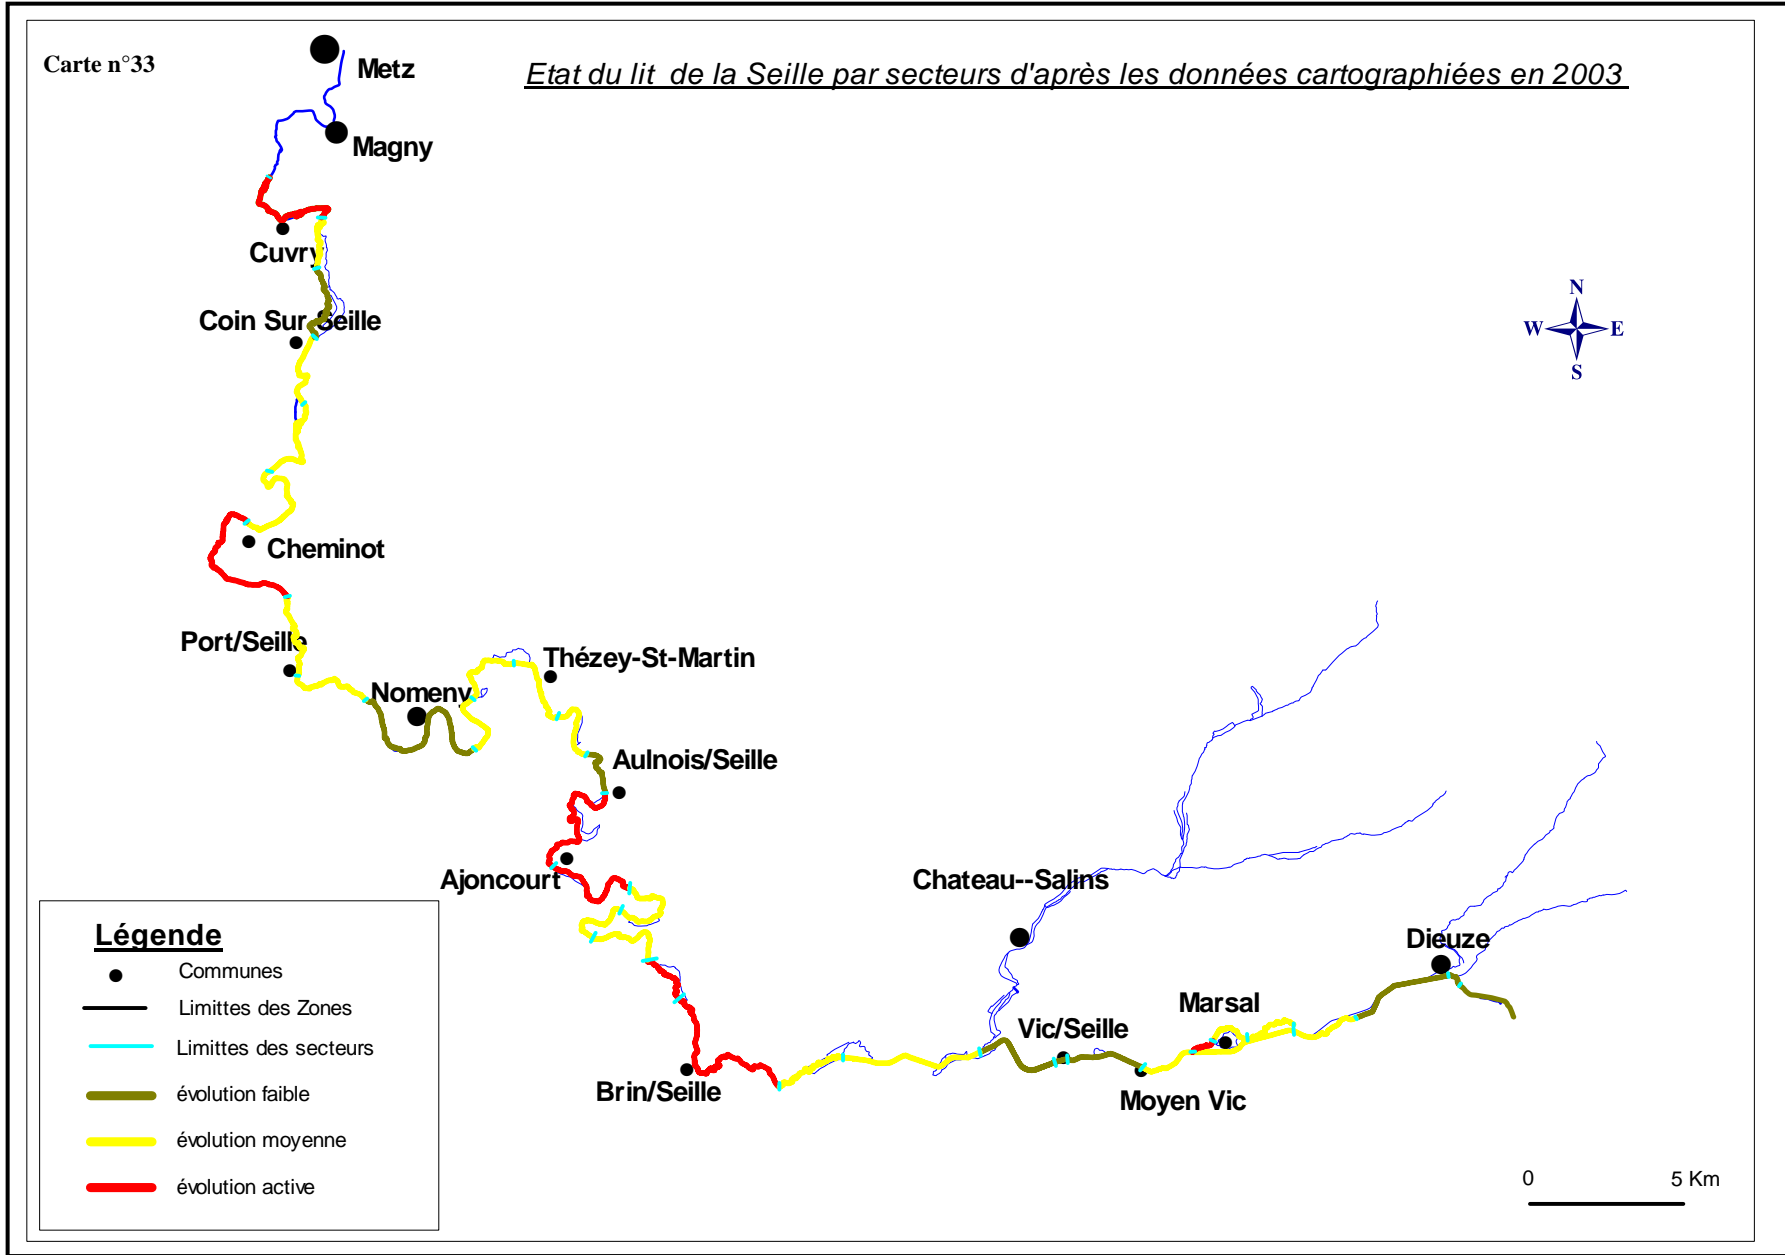 Carte n°33
Etat du lit  de la Seille par secteurs d'après les données cartographiées en 2003
Metz
Magny
Cuvry
Coin Sur Seille
Cheminot
Port/Seille
Nomeny
Thézey-St-Martin
Aulnois/Seille
Ajoncourt
Brin/Seille
Chateau--Salins
Vic/Seille
Moyen Vic
Marsal
Dieuze
N
W E
S
Légende
Communes
Limittes des Zones
Limittes des secteurs
évolution faible
évolution moyenne
évolution active
0 5 Km